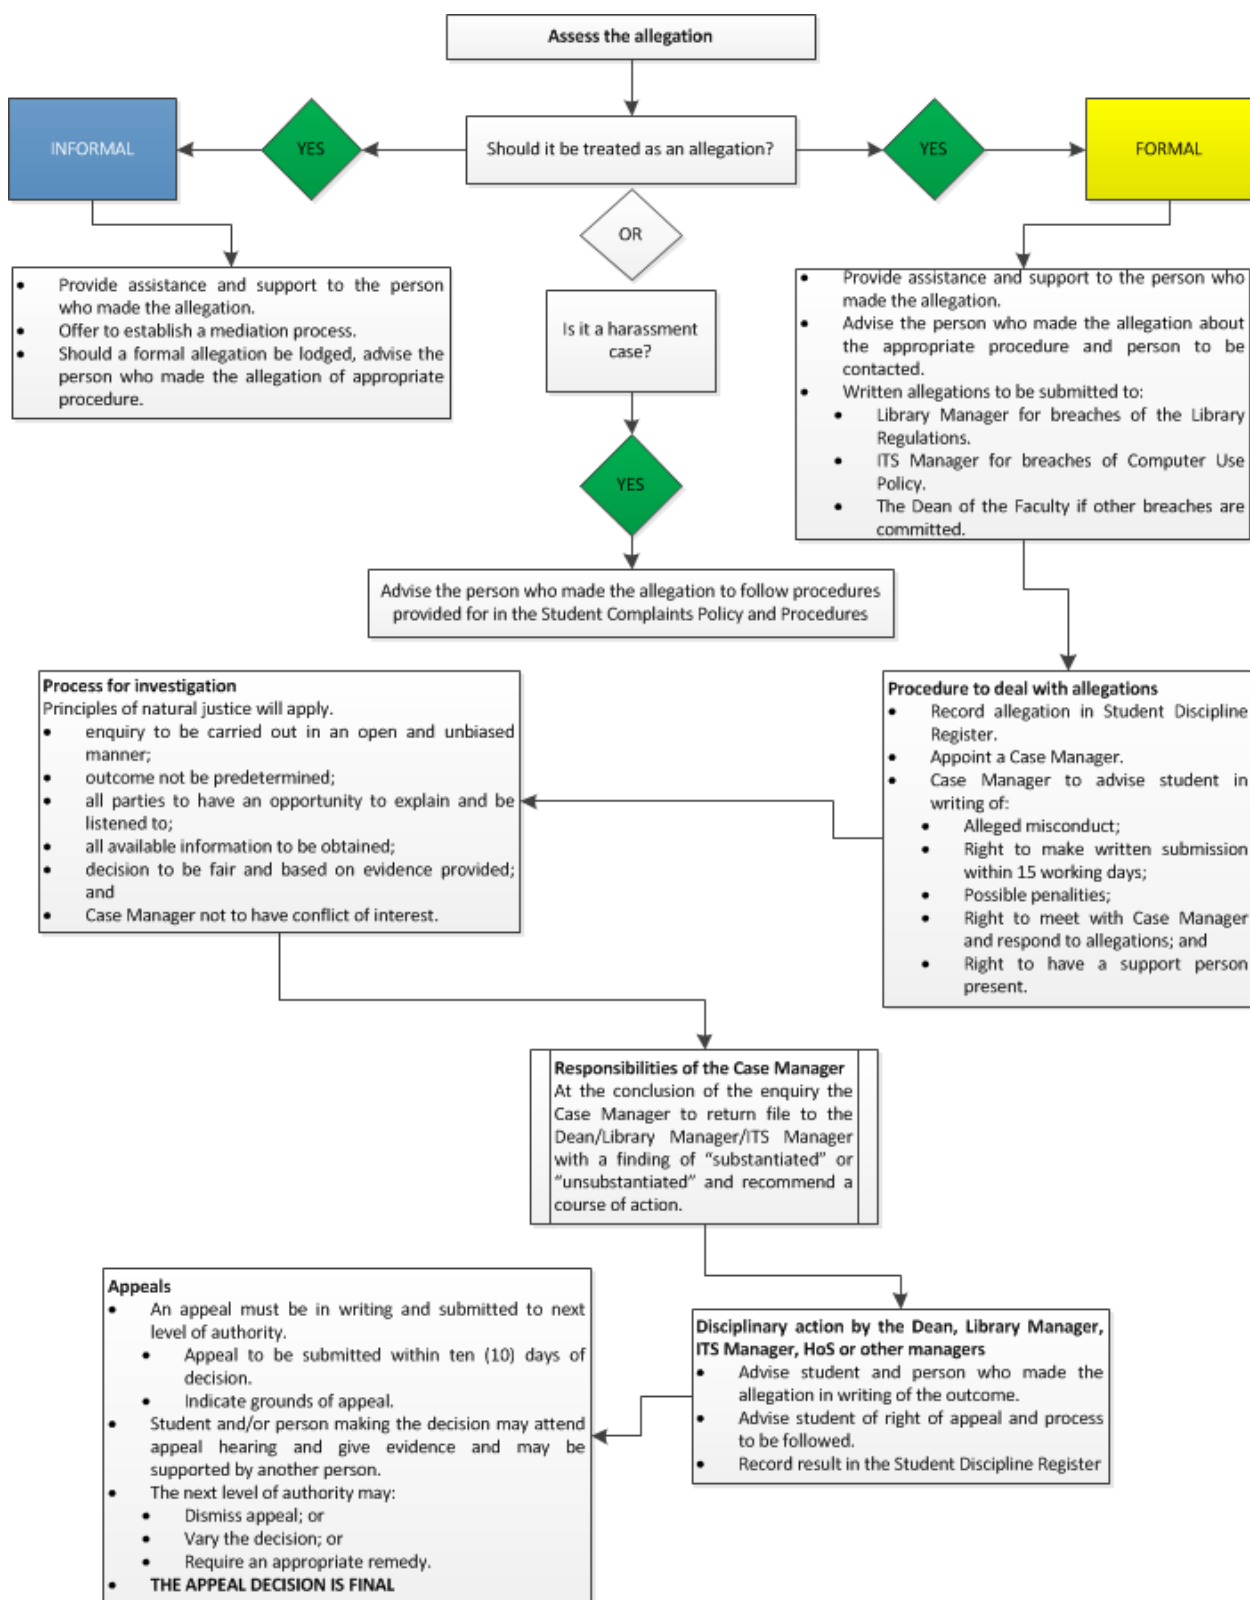 Assess the allegation
INFORMAL
YES
Should it be treated as an allegation?
YES
FORMAL
OR
• Provide assistance and support to the person
who made the allegation.
• Offer to establish a mediation process.
• Should a formal allegation be lodged, advise the
person who made the allegation of appropriate
procedure.
Is it a harassment
case?
• Provide assistance and support to the person who
made the allegation.
• Advise the person who made the allegation about
the appropriate procedure and person to be
contacted.
• Written allegations to be submitted to:
• Library Manager for breaches of the Library
Regulations.
• ITS Manager for breaches of Computer Use
Policy.
• The Dean of the Faculty if other breaches are
committed.
YES
Advise the person who made the allegation to follow procedures
provided for in the Student Complaints Policy and Procedures
Process for investigation
Principles of natural justice will apply.
• enquiry to be carried out in an open and unbiased
manner;
• outcome not be predetermined;
• all parties to have an opportunity to explain and be
listened to;
• all available information to be obtained;
• decision to be fair and based on evidence provided;
and
• Case Manager not to have conflict of interest.
Procedure to deal with allegations
• Record allegation in Student Discipline
Register.
• Appoint a Case Manager.
• Case Manager to advise student in
writing of:
• Alleged misconduct;
• Right to make written submission
within 15 working days;
• Possible penalities;
• Right to meet with Case Manager
and respond to allegations; and
• Right to have a support person
present.
Responsibilities of the Case Manager
At the conclusion of the enquiry the
Case Manager to return file to the
Dean/Library Manager/ITS Manager
with a finding of “substantiated” or
“unsubstantiated” and recommend a
course of action.
Appeals
• An appeal must be in writing and submitted to next
level of authority.
• Appeal to be submitted within ten (10) days of
decision.
• Indicate grounds of appeal.
• Student and/or person making the decision may attend
appeal hearing and give evidence and may be
supported by another person.
• The next level of authority may:
• Dismiss appeal; or
• Vary the decision; or
• Require an appropriate remedy.
• THE APPEAL DECISION IS FINAL
Disciplinary action by the Dean, Library Manager,
ITS Manager, HoS or other managers
• Advise student and person who made the
allegation in writing of the outcome.
• Advise student of right of appeal and process
to be followed.
• Record result in the Student Discipline Register